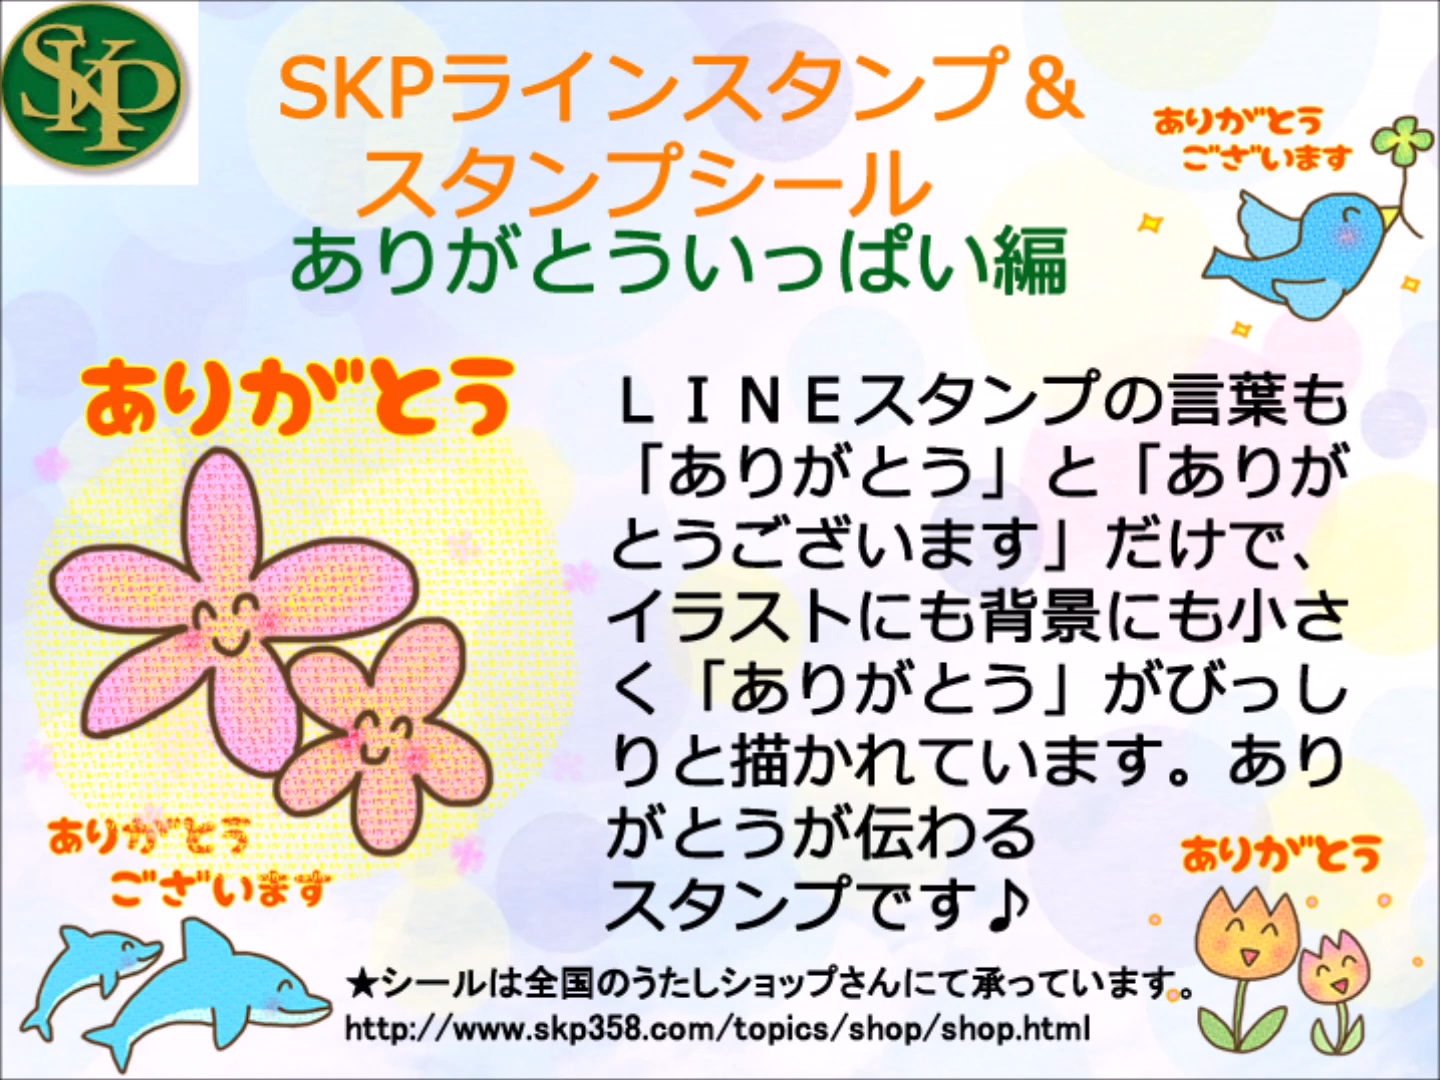 SKP
SKPラインスタンプ＆
スタンプシール
ありがとういっぱい編
ありがとう
ございます
ありがとう
ＬＩＮＥスタンプの言葉も
「ありがとう」と「ありが
とうございます」だけで、
イラストにも背景にも小さ
く「ありがとう」がびっし
りと描かれています。あり
がとうが伝わる
スタンプです♪
ありがとう
ございます
ありがとう
★シールは全国のうたしショップさんにて承っています。
http://www.skp358.com/topics/shop/shop.html